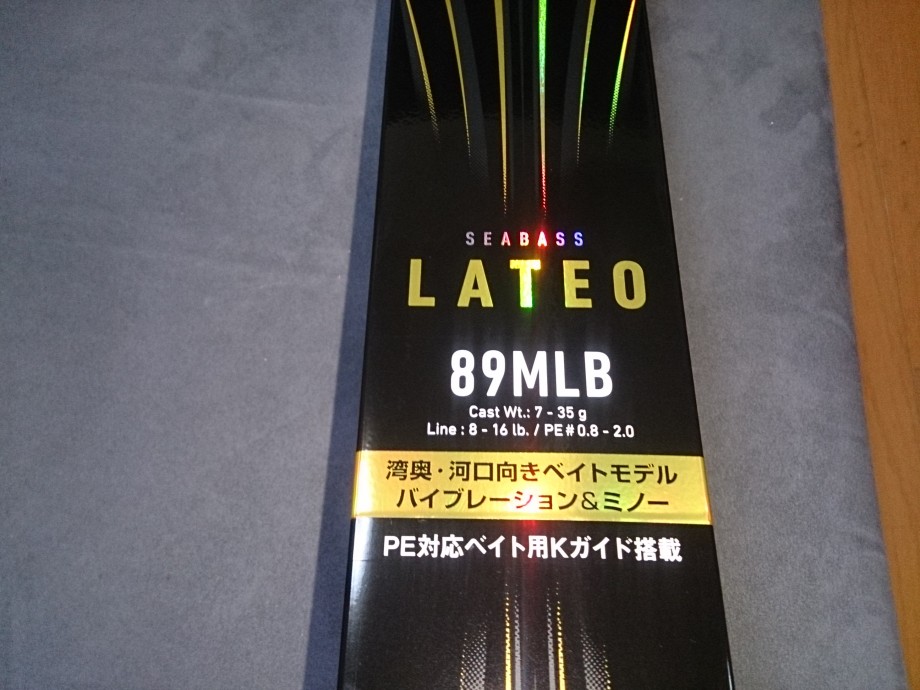 SEABASS
LATEO
89MLB
Cast Wt.: 7 - 35 g
Line : 8 - 16 lb. / PE#0.8 - 2.0
湾奥・河口向きベイトモデル
バイブレーション&ミノー
PE対応ベイト用Kガイド搭載